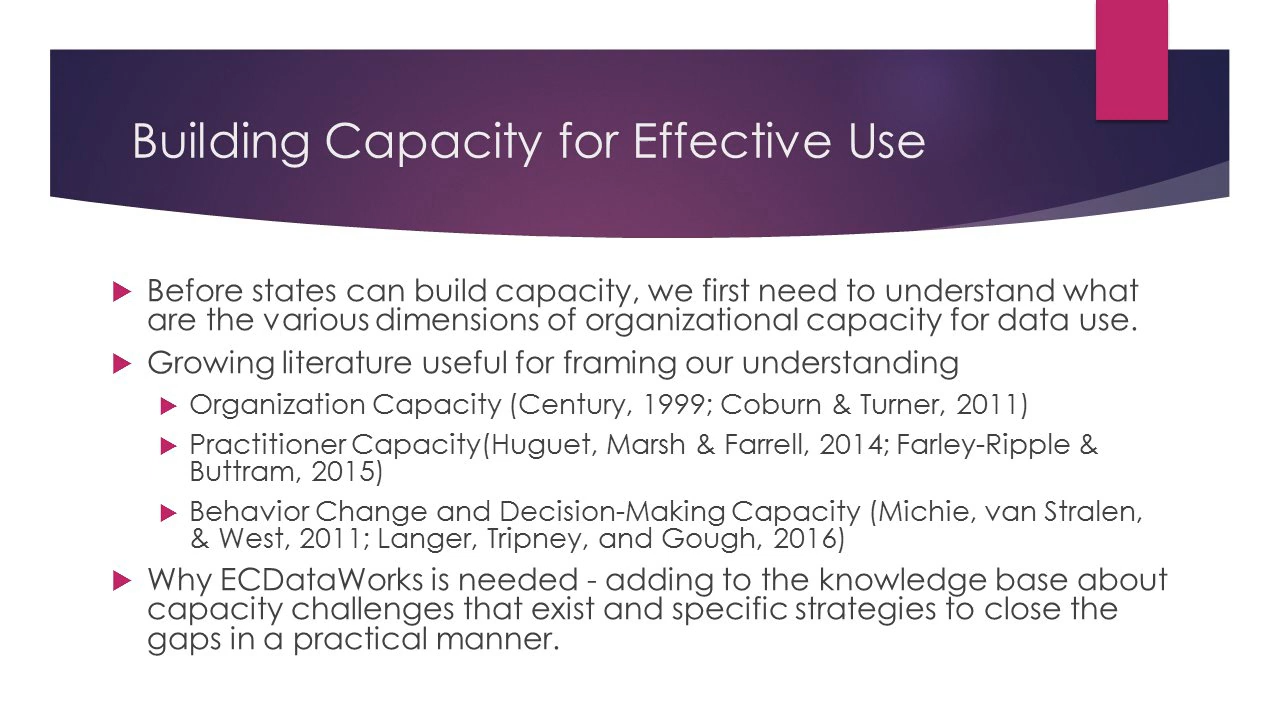 Building Capacity for Effective Use
Before states can build capacity, we first need to understand what
are the various dimensions of organizational capacity for data use.
Growing literature useful for framing our understanding
Organization Capacity (Century, 1999; Coburn & Turner, 2011)
Practitioner Capacity(Huguet, Marsh & Farrell, 2014; Farley-Ripple &
Buttram, 2015)
Behavior Change and Decision-Making Capacity (Michie, van Stralen,
& West, 2011; Langer, Tripney, and Gough, 2016)
Why ECDataWorks is needed - adding to the knowledge base about
capacity challenges that exist and specific strategies to close the
gaps in a practical manner.